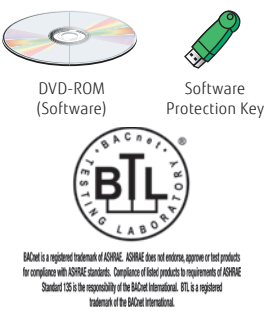 DVD-ROM
(Software)
Software
Protection Key
BACnet
®
TESTING LABORATORY
BTL
BACnet is a registered trademark of ASHRAE. ASHRAE does not endorse, approve or test products
for compliance with ASHRAE standards. Compliance of listed products to requirements of ASHRAE
Standard 135 is the responsibility of the BACnet International. BTL is a registered
trademark of the BACnet International.